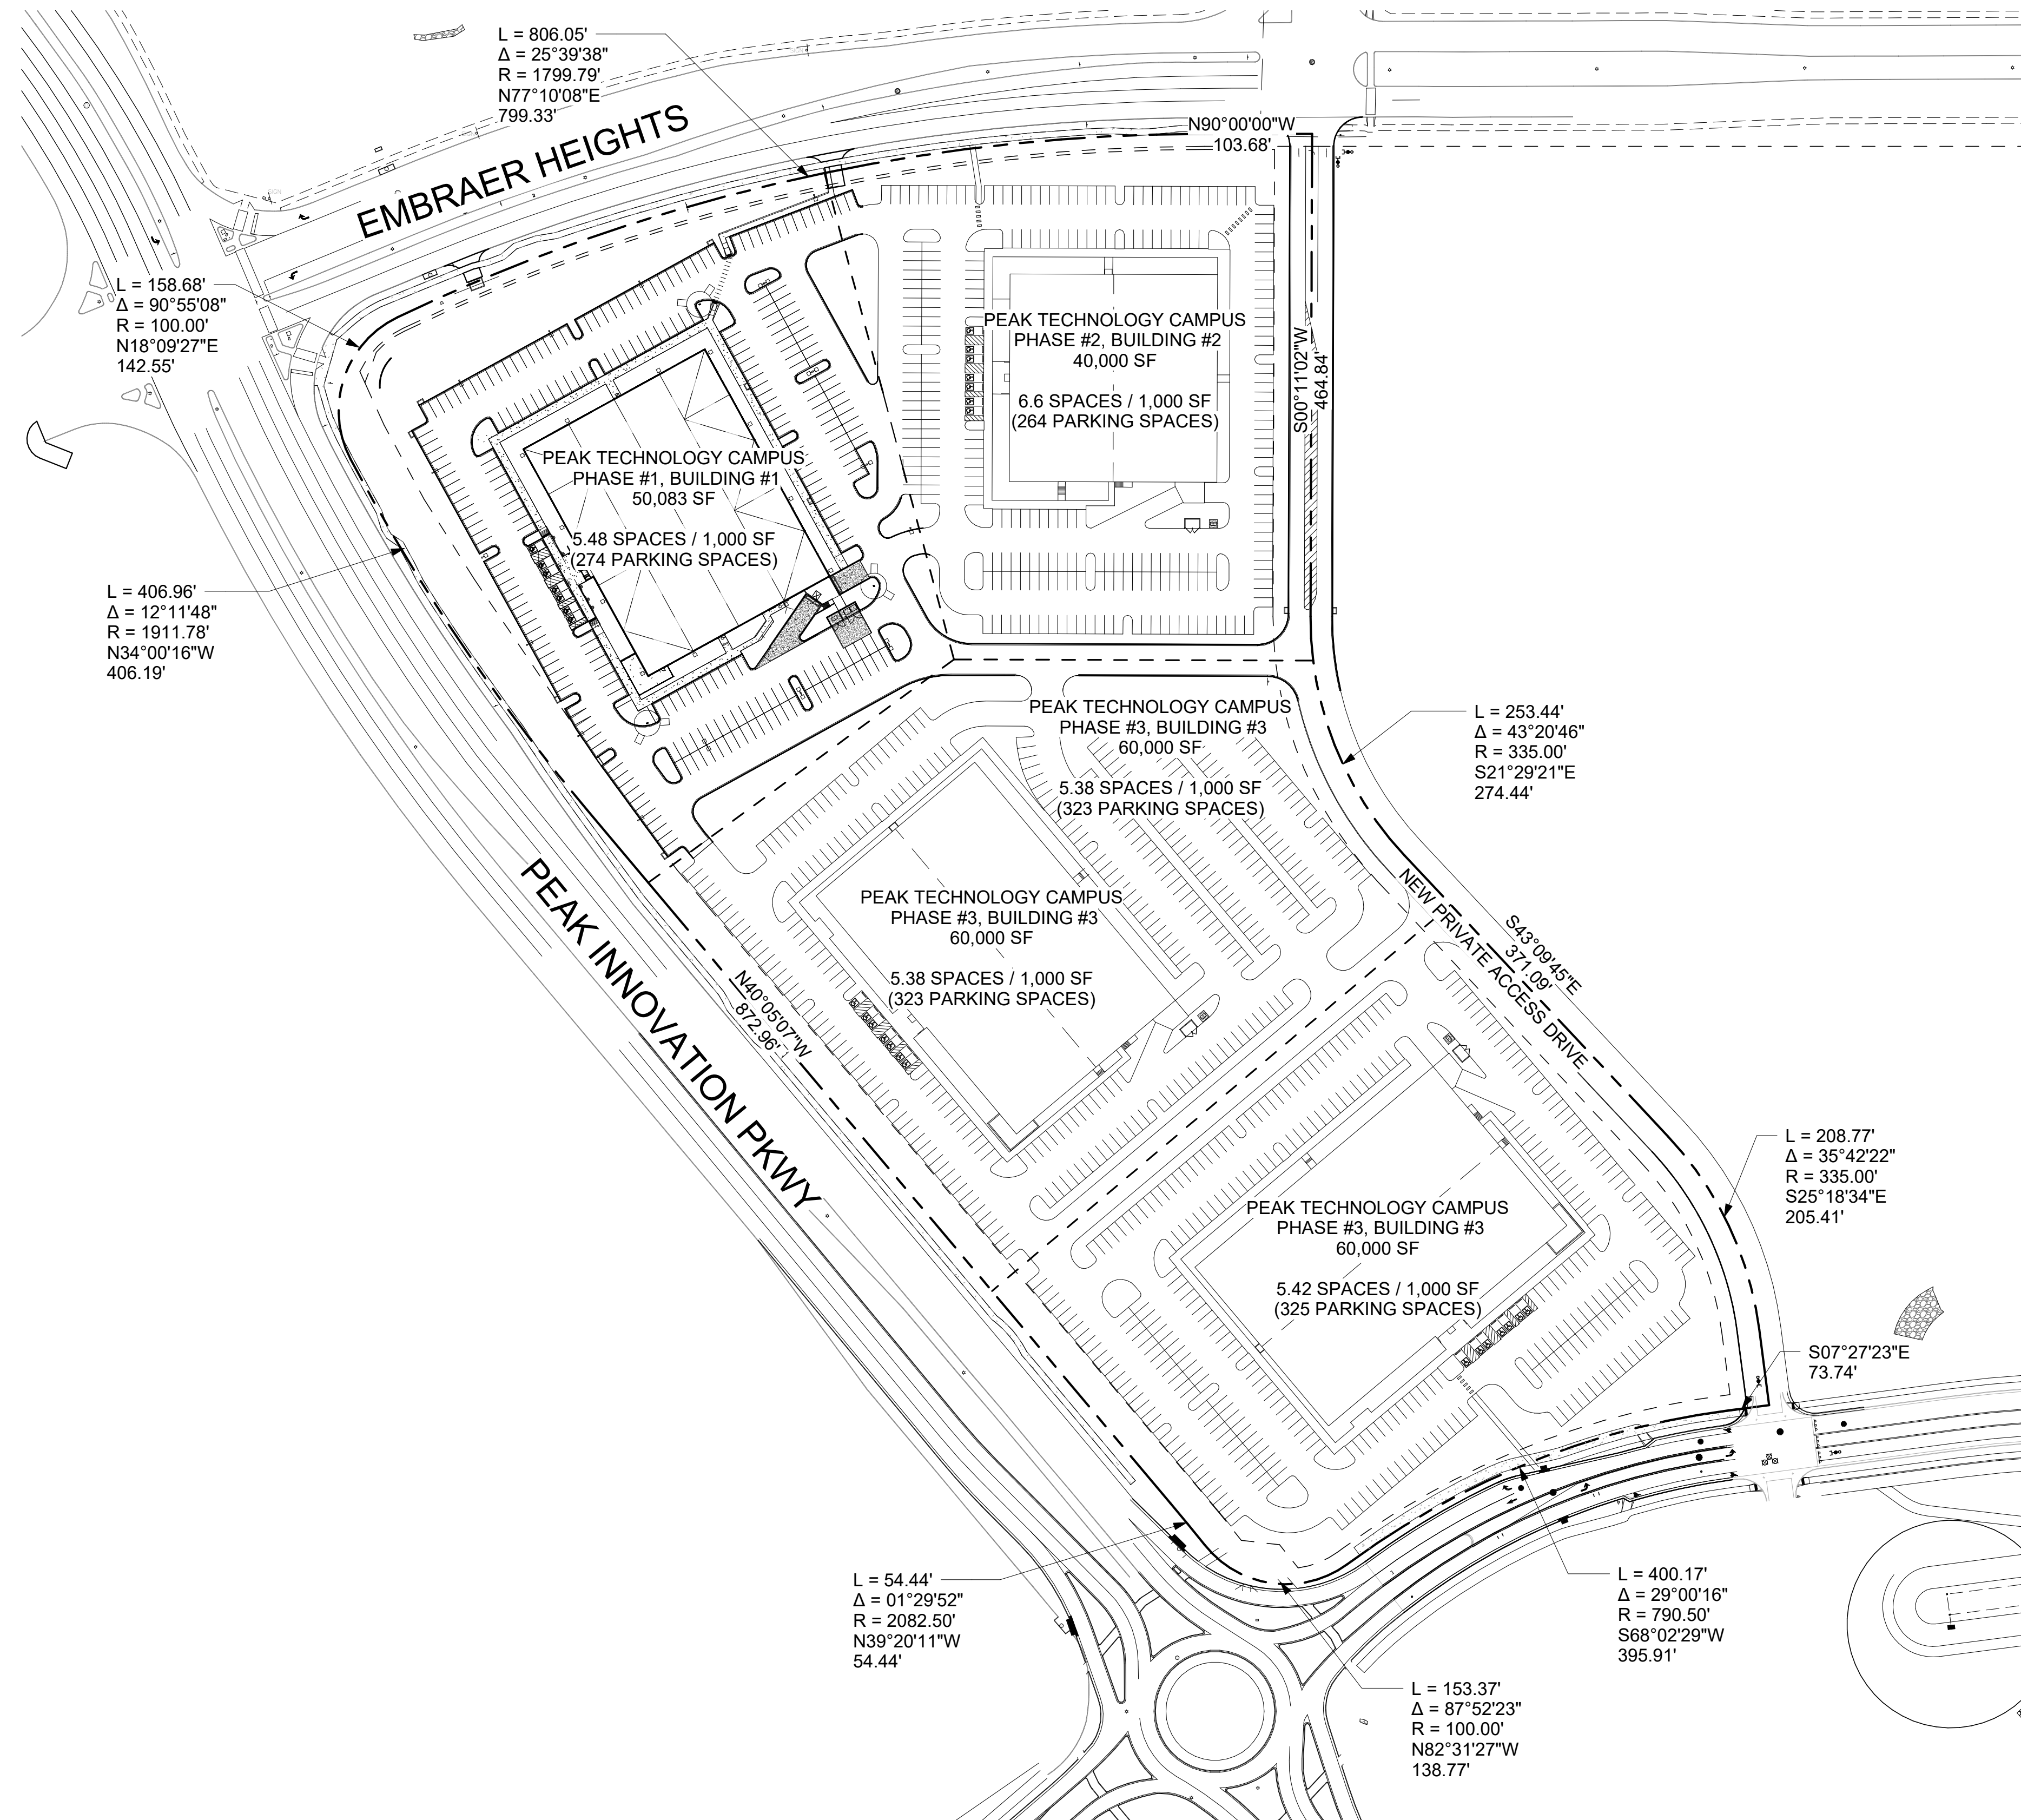 L = 806.05'
Δ = 25°39'38"
R = 1799.79'
N77°10'08"E
799.33'
EMBRAER HEIGHTS
N90°00'00"W
103.68'
L = 158.68'
Δ = 90°55'08"
R = 100.00'
N18°09'27"E
142.55'
PEAK TECHNOLOGY CAMPUS
PHASE #2, BUILDING #2
40,000 SF
6.6 SPACES / 1,000 SF
(264 PARKING SPACES)
S00°11'02"W
464.84'
PEAK TECHNOLOGY CAMPUS
PHASE #1, BUILDING #1
50,083 SF
5.48 SPACES / 1,000 SF
(274 PARKING SPACES)
L = 406.96'
Δ = 12°11'48"
R = 1911.78'
N34°00'16"W
406.19'
PEAK TECHNOLOGY CAMPUS
PHASE #3, BUILDING #3
60,000 SF
5.38 SPACES / 1,000 SF
(323 PARKING SPACES)
L = 253.44'
Δ = 43°20'46"
R = 335.00'
S21°29'21"E
274.44'
PEAK TECHNOLOGY CAMPUS
PHASE #3, BUILDING #3
60,000 SF
5.38 SPACES / 1,000 SF
(323 PARKING SPACES)
NEW PRIVATE ACCESS DRIVE
S43°09'45"E
371.09'
PEAK INNOVATION PKWY
N40°05'07"W
872.96'
L = 208.77'
Δ = 35°42'22"
R = 335.00'
S25°18'34"E
205.41'
PEAK TECHNOLOGY CAMPUS
PHASE #3, BUILDING #3
60,000 SF
5.42 SPACES / 1,000 SF
(325 PARKING SPACES)
S07°27'23"E
73.74'
L = 54.44'
Δ = 01°29'52"
R = 2082.50'
N39°20'11"W
54.44'
L = 400.17'
Δ = 29°00'16"
R = 790.50'
S68°02'29"W
395.91'
L = 153.37'
Δ = 87°52'23"
R = 100.00'
N82°31'27"W
138.77'